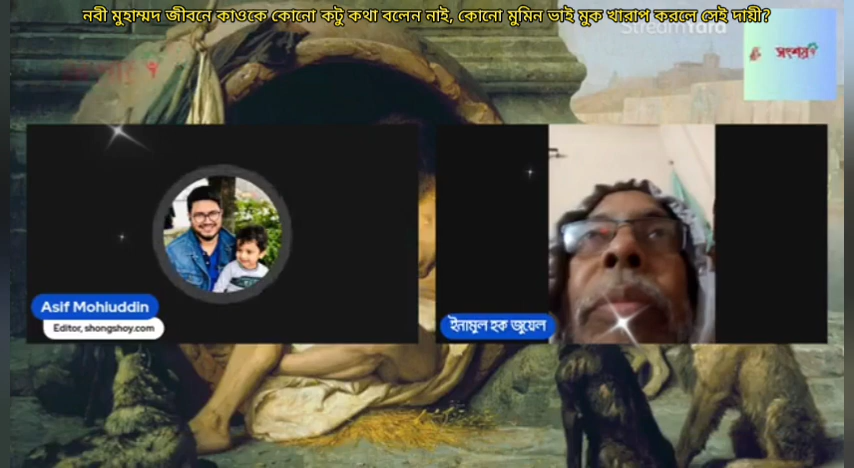 নবী মুহাম্মদ জীবনে কাওকে কোনো কটু কথা বলেন নাই, কোনো মুমিন ভাই মুক খারাপ করলে সেই দায়ী?
StreamYard
সংশয়
Asif Mohiuddin
Editor, shongshoy.com
ইনামুল হক জুয়েল